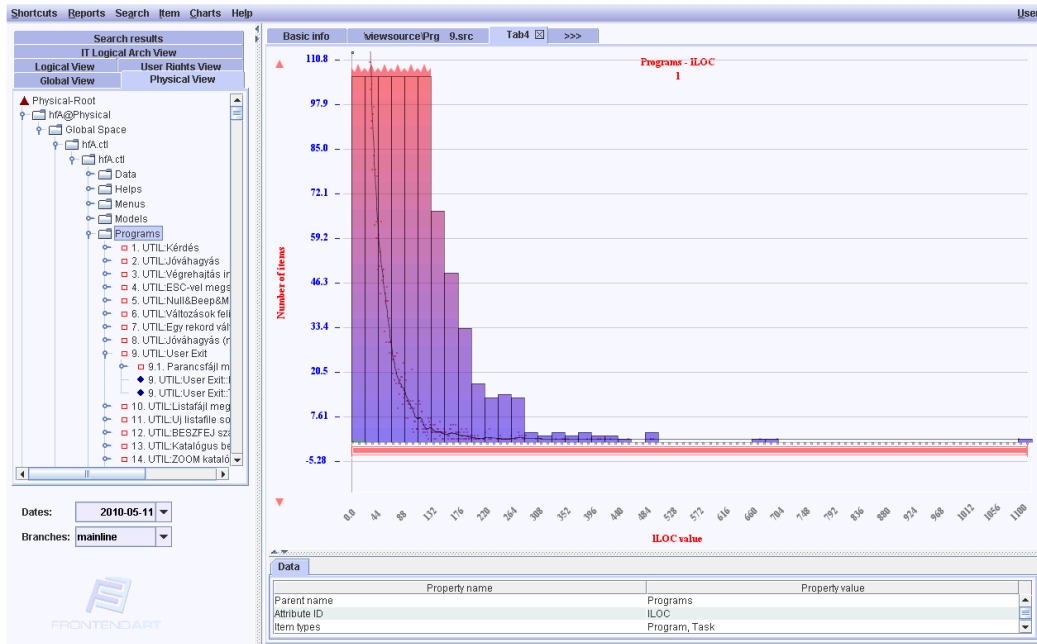 Shortcuts Reports Search Item Charts Help User
Search results
IT Logical Arch View
Logical View User Rights View
Global View Physical View
Physical-Root
hfA@Physical
Global Space
hfA.ctl
hfA.ctl
Data
Helps
Menus
Models
Programs
1. UTIL:Kérdés
2. UTIL:Jóváhagyás
3. UTIL:Végrehajtás in
4. UTIL:ESC-vel megs
5. UTIL:Null&Beep&M
6. UTIL:Változások feli
7. UTIL:Egy rekord vál
8. UTIL:Jóváhagyás (n
9. UTIL:User Exit
9.1. Parancsfájl m
9. UTIL:User Exit:
9. UTIL:User Exit:
10. UTIL:Listafájl meg
11. UTIL:Uj listafile so
12. UTIL:BESZFEJ szá
13. UTIL:Katalógus be
14. UTIL:ZOOM kataló
Dates: 2010-05-11
Branches: mainline
FRONTENDART
Basic info \viewsource\Prg 9.src Tab4 >>>
Programs - ILOC
1
110.8
97.9
85.0
72.1
59.2
46.3
33.4
20.5
7.61
-5.28
Number of items
0.0 44 88 132 176 220 264 308 352 396 440 484 528 572 616 660 704 748 792 836 880 924 968 1012 1056 1100
ILOC value
Data
Property name Property value
Parent name Programs
Attribute ID ILOC
Item types Program, Task